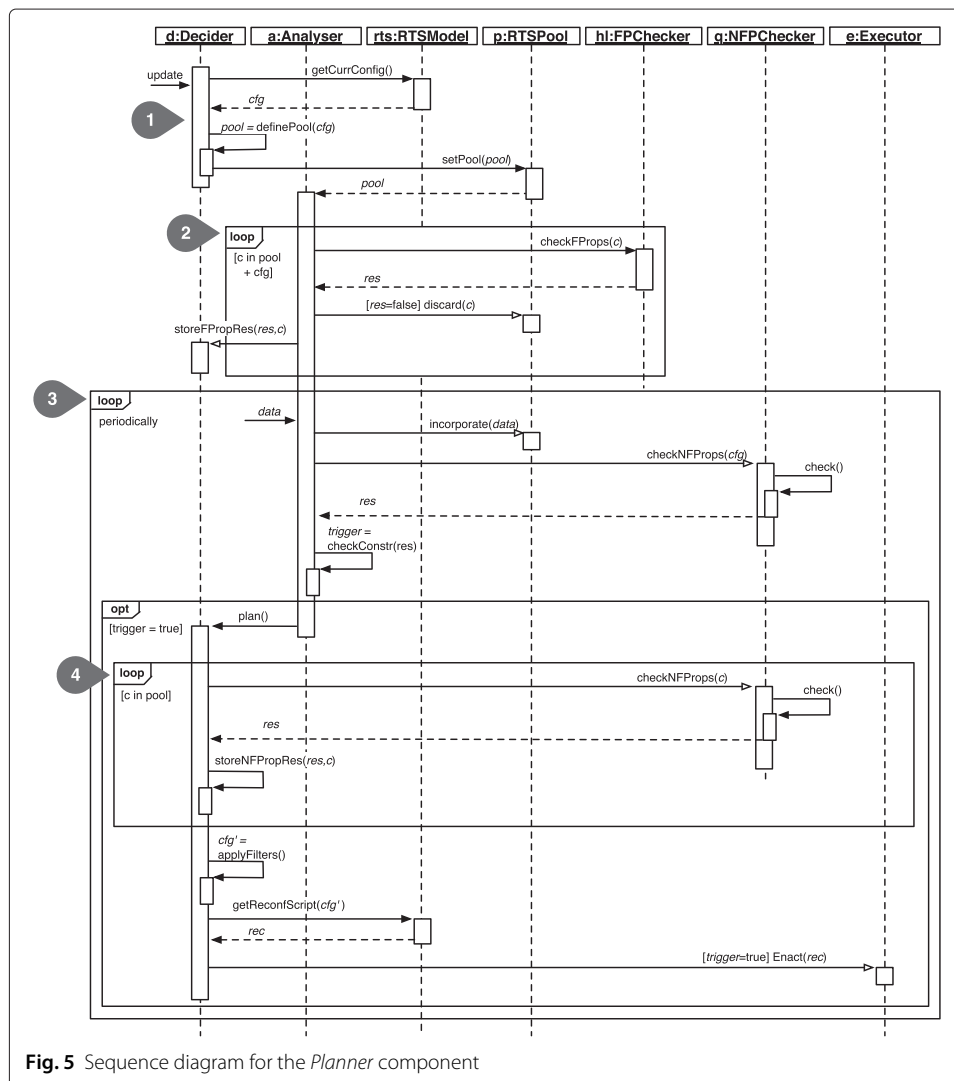 d:Decider a:Analyser rts:RTSModel p:RTSPool hl:FPChecker q:NFPChecker e:Executor
update
getCurrConfig()
cfg
1
pool = definePool(cfg)
setPool(pool)
pool
2
loop
[c in pool
+ cfg]
checkFProps(c)
res
[res=false] discard(c)
storeFPropRes(res,c)
3
loop
periodically
data
incorporate(data)
checkNFProps(cfg)
check()
res
trigger =
checkConstr(res)
opt
[trigger = true]
plan()
4
loop
[c in pool]
checkNFProps(c)
check()
res
storeNFPropRes(res,c)
cfg' =
applyFilters()
getReconfScript(cfg')
rec
[trigger=true] Enact(rec)
Fig. 5 Sequence diagram for the Planner component